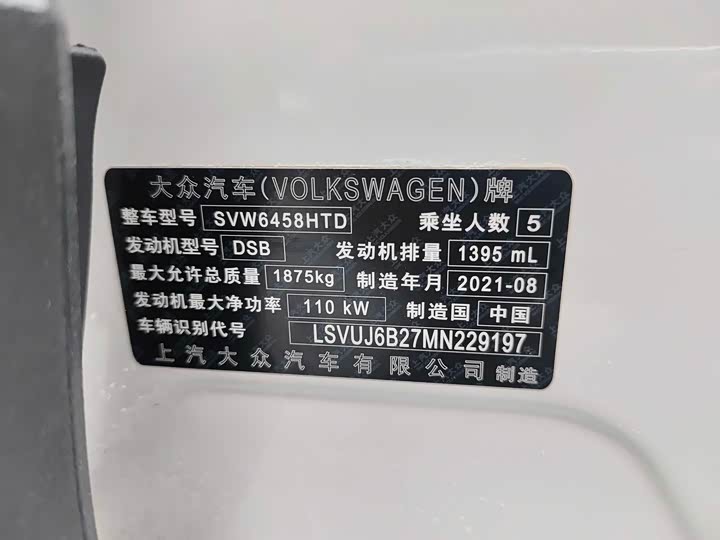 大众汽车(VOLKSWAGEN)牌
整车型号 SVW6458HTD 乘坐人数 5
发动机型号 DSB 发动机排量 1395 mL
最大允许总质量 1875kg 制造年月 2021-08
发动机最大净功率 110 kW 制造国 中国
车辆识别代号 LSVUJ6B27MN229197
上汽大众汽车有限公司 制造